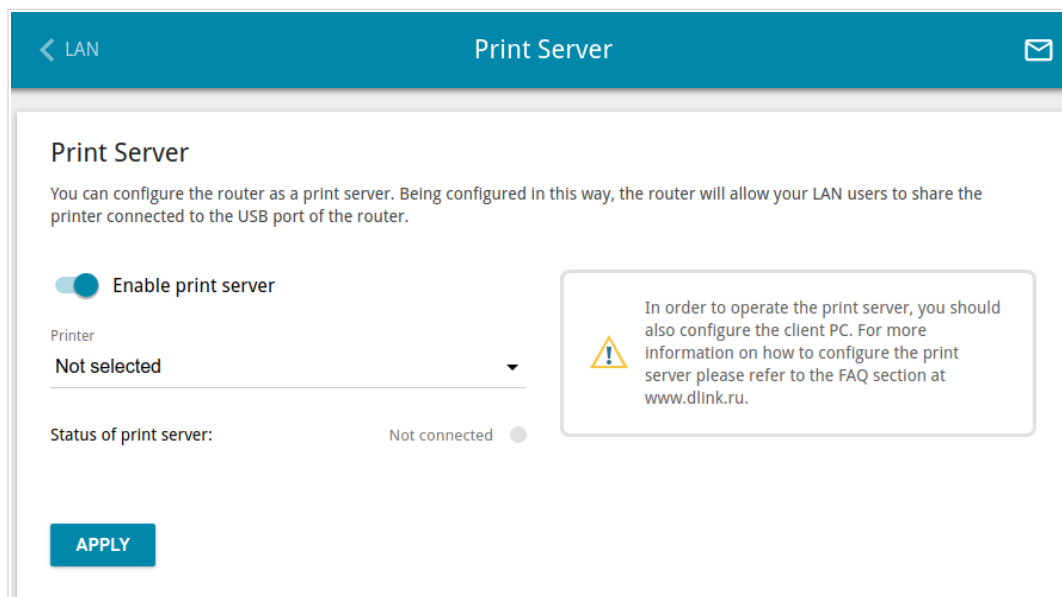 LAN
Print Server
Print Server
You can configure the router as a print server. Being configured in this way, the router will allow your LAN users to share the
printer connected to the USB port of the router.
Enable print server
Printer
Not selected
Status of print server:
Not connected
In order to operate the print server, you should
also configure the client PC. For more
information on how to configure the print
server please refer to the FAQ section at
www.dlink.ru.
APPLY